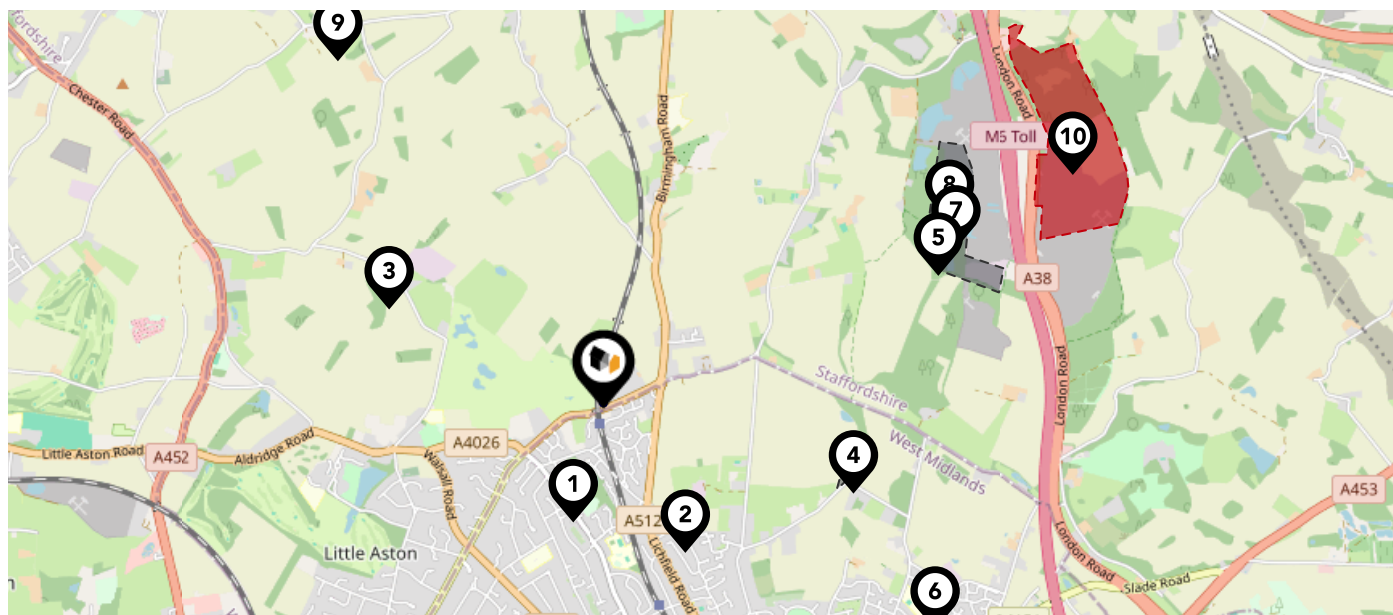 9
ffordshire
Chester Road
Birmingham Road
London Road
M5 Toll
10
8
7
5
3
A38
Staffordshire
West Midlands
London Road
Little Aston Road
A452
Aldridge Road
A4026
Walsall Road
4
A453
1
A512
2
Little Aston
Lichfield Road
London Road
6
Slade Road
n